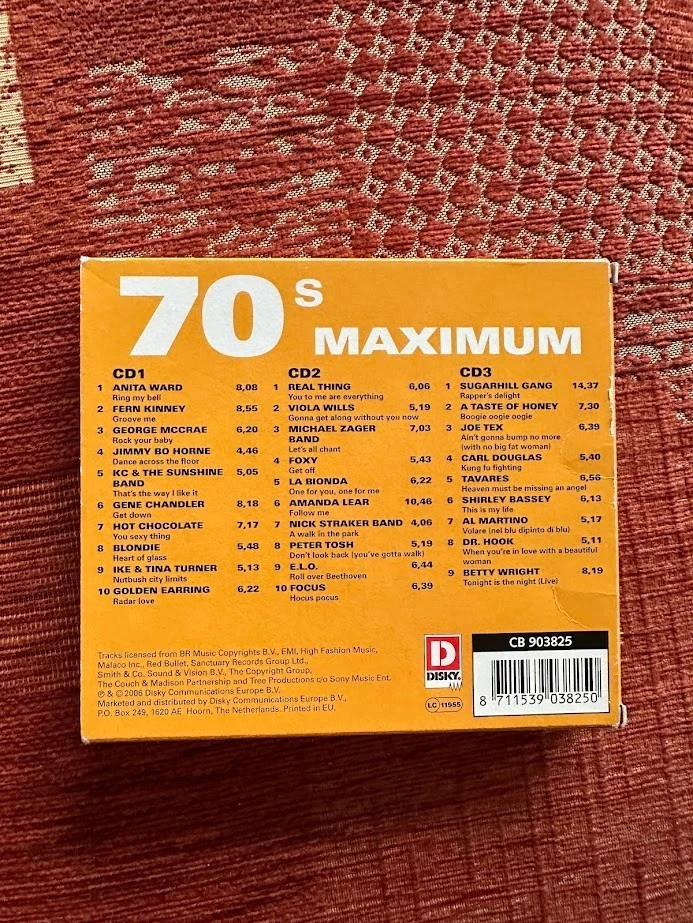 70s
MAXIMUM
CD1
1 ANITA WARD 8,08
Ring my bell
2 FERN KINNEY 8,55
Groove me
3 GEORGE MCCRAE 6,20
Rock your baby
4 JIMMY BO HORNE 4,46
Dance across the floor
5 KC & THE SUNSHINE 5,05
BAND
That's the way I like it
6 GENE CHANDLER 8,18
Get down
7 HOT CHOCOLATE 7,17
You sexy thing
8 BLONDIE 5,48
Heart of glass
9 IKE & TINA TURNER 5,13
Nutbush city limits
10 GOLDEN EARRING 6,22
Radar love
CD2
1 REAL THING 6,06
You to me are everything
2 VIOLA WILLS 5,19
Gonna get along without you now
3 MICHAEL ZAGER 7,03
BAND
Let's all chant
4 FOXY 5,43
Get off
5 LA BIONDA 6,22
One for you, one for me
6 AMANDA LEAR 10,46
Follow me
7 NICK STRAKER BAND 4,06
A walk in the park
8 PETER TOSH 5,19
Don't look back (you've gotta walk)
9 E.L.O. 6,44
Roll over Beethoven
10 FOCUS 6,39
Hocus pocus
CD3
1 SUGARHILL GANG 14,37
Rapper's delight
2 A TASTE OF HONEY 7,30
Boogie oogie oogie
3 JOE TEX 6,39
Ain't gonna bump no more
(with no big fat woman)
4 CARL DOUGLAS 5,40
Kung fu fighting
5 TAVARES 6,56
Heaven must be missing an angel
6 SHIRLEY BASSEY 6,13
This is my life
7 AL MARTINO 5,17
Volare (nel blu dipinto di blu)
8 DR. HOOK 5,11
When you're in love with a beautiful
woman
9 BETTY WRIGHT 8,19
Tonight is the night (Live)
Tracks licensed from BR Music Copyrights B.V., EMI, High Fashion Music,
Malaco Inc., Red Bullet, Sanctuary Records Group Ltd.,
Smith & Co. Sound & Vision B.V., The Copyright Group,
The Couch & Madison Partnership and Tree Productions c/o Sony Music Ent.
℗ & © 2006 Disky Communications Europe B.V.
Marketed and distributed by Disky Communications Europe B.V.,
P.O. Box 249, 1620 AE Hoorn, The Netherlands. Printed in EU.
D
DISKY.
LC 11955
CB 903825
8 711539 038250